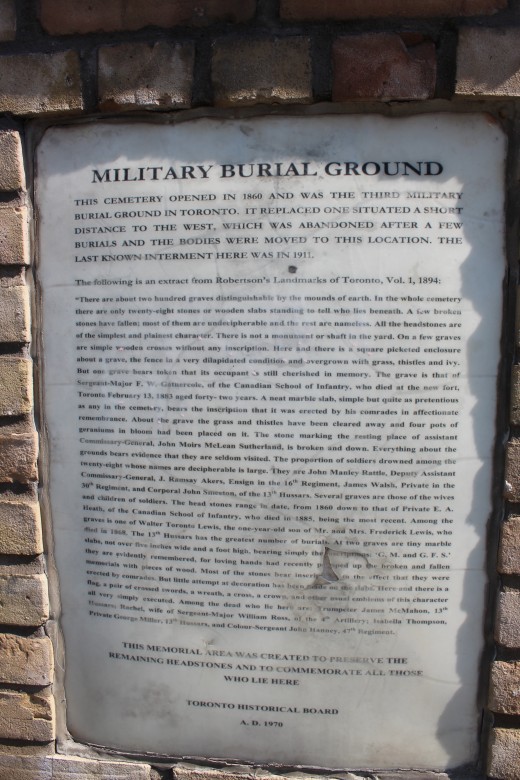 MILITARY BURIAL GROUND
THIS CEMETERY OPENED IN 1860 AND WAS THE THIRD MILITARY
BURIAL GROUND IN TORONTO. IT REPLACED ONE SITUATED A SHORT
DISTANCE TO THE WEST, WHICH WAS ABANDONED AFTER A FEW
BURIALS AND THE BODIES WERE MOVED TO THIS LOCATION. THE
LAST KNOWN INTERMENT HERE WAS IN 1911.
The following is an extract from Robertson's Landmarks of Toronto, Vol. 1, 1894:
"There are about two hundred graves distinguishable by the mounds of earth. In the whole cemetery
there are only twenty-eight stones or wooden slabs standing to tell who lies beneath. A few broken
stones have fallen; most of them are undecipherable and the rest are nameless. All the headstones are
of the simplest and plainest character. There is not a monument or shaft in the yard. On a few graves
are simple wooden crosses without any inscription. Here and there is a square picketed enclosure
about a grave, the fence in a very dilapidated condition and overgrown with grass, thistles and ivy.
But one grave bears token that its occupant is still cherished in memory. The grave is that of
Sergeant-Major F. W. Gathercole, of the Canadian School of Infantry, who died at the new fort,
Toronto February 13, 1885 aged forty-two years. A neat marble slab, simple but quite as pretentious
as any in the cemetery, bears the inscription that it was erected by his comrades in affectionate
remembrance. About the grave the grass and thistles have been cleared away and four pots of
geraniums in bloom had been placed on it. The stone marking the resting place of assistant
Commissary-General, John Moirs McLean Sutherland, is broken and down. Everything about the
grounds bears evidence that they are seldom visited. The proportion of soldiers drowned among the
twenty-eight whose names are decipherable is large. They are John Manley Battle, Deputy Assistant
Commissary-General, J. Ramsay Akers, Ensign in the 16th Regiment, James Walsh, Private in the
30th Regiment, and Corporal John of the 13th Hussars. Several graves are those of the wives
and children of soldiers. The head stones range in date, from 1860 down to that of Private E. A.
Heath, of the Canadian School of Infantry, who died in 1885, being the most recent. Among the
graves is one of Walter Toronto Lewis, the one-year-old son of Mr. and Mrs. Frederick Lewis, who
died in 1868. The 13th Hussars has the greatest number of burials. At two graves are tiny marble
slabs, not over five inches wide and a foot high, bearing simply the 'G. M. and G. F. S.'
they are evidently remembered, for loving hands had recently propped up the broken and fallen
memorials with pieces of wood. Most of the stones bear to the effect that they were
erected by comrades. But little attempt at decoration has been made on the slabs. Here and there is a
flag, a pair of crossed swords, a wreath, a cross, a crown, and other usual emblems of this character
all very simply executed. Among the dead who lie here are: Trumpeter James McMahon, 13th
Hussars; Rachel, wife of Sergeant-Major William Ross, of the 4th Artillery; Isabella Thompson,
Private George Miller; 13th Hussars, and Colour-Sergeant John Hanney, 47th Regiment.
THIS MEMORIAL AREA WAS CREATED TO PRESERVE THE
REMAINING HEADSTONES AND TO COMMEMORATE ALL THOSE
WHO LIE HERE
TORONTO HISTORICAL BOARD
A. D. 1970